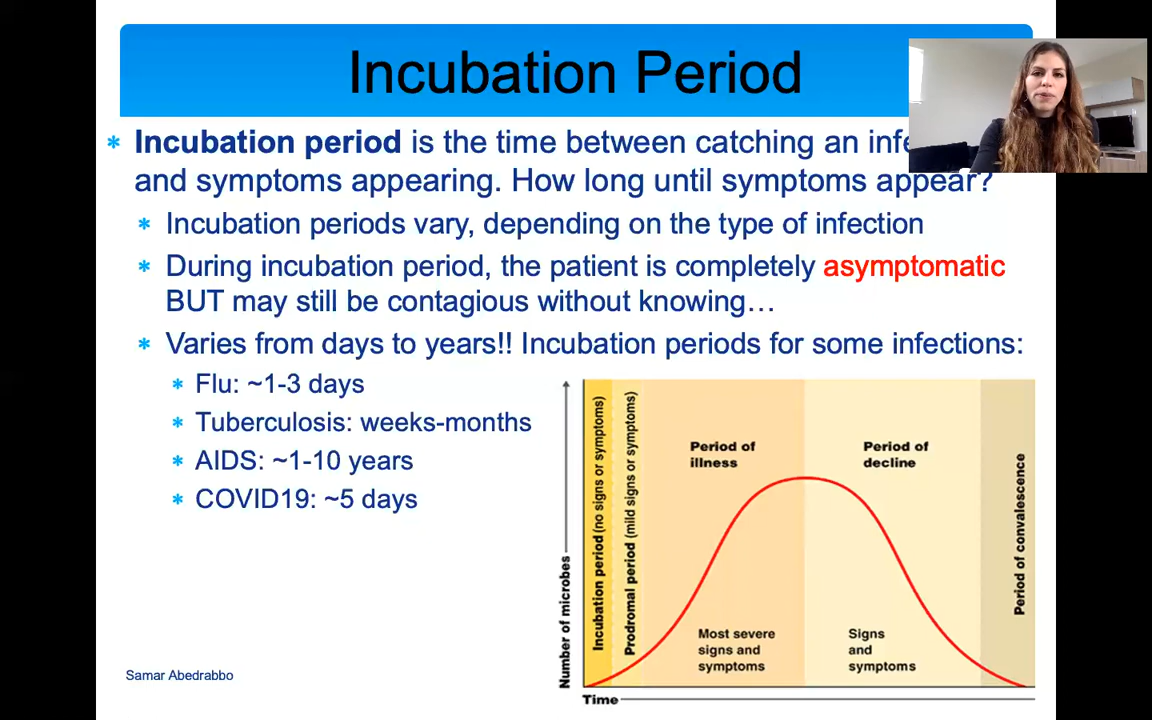 Incubation Period
* Incubation period is the time between catching an
and symptoms appearing. How long until symptoms appear?
* Incubation periods vary, depending on the type of infection
* During incubation period, the patient is completely asymptomatic
BUT may still be contagious without knowing…
* Varies from days to years!! Incubation periods for some infections:
* Flu: ~1-3 days
* Tuberculosis: weeks-months
* AIDS: ~1-10 years
* COVID19: ~5 days
Number of microbes
Incubation period (no signs or symptoms)
Prodromal period (mild signs or symptoms)
Period of
illness
Most severe
signs and
symptoms
Period of
decline
Signs
and
symptoms
Period of convalescence
Time
Samar Abedrabbo